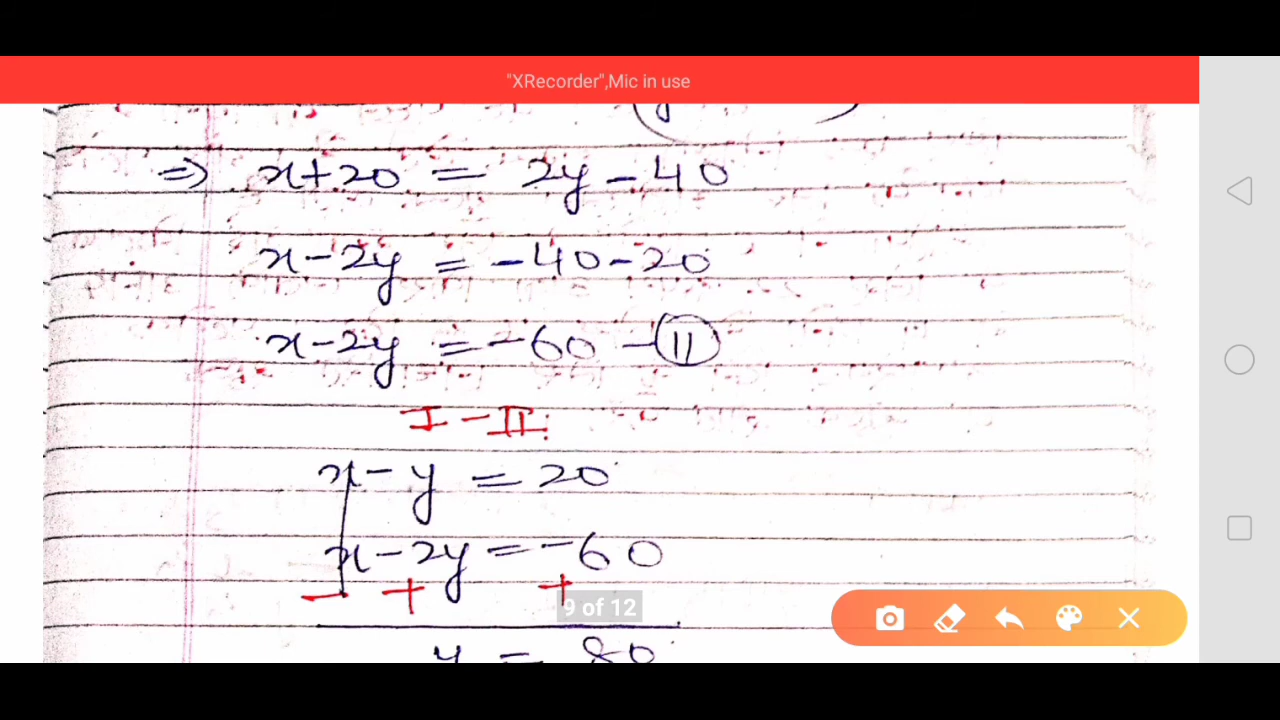 "XRecorder",Mic in use
⇒ x+20 = 2y-40
x-2y = -40-20
x-2y = -60 -(II)
I - II:
x-y = 20
x-2y = -60
- + +
9 of 12
y = 80